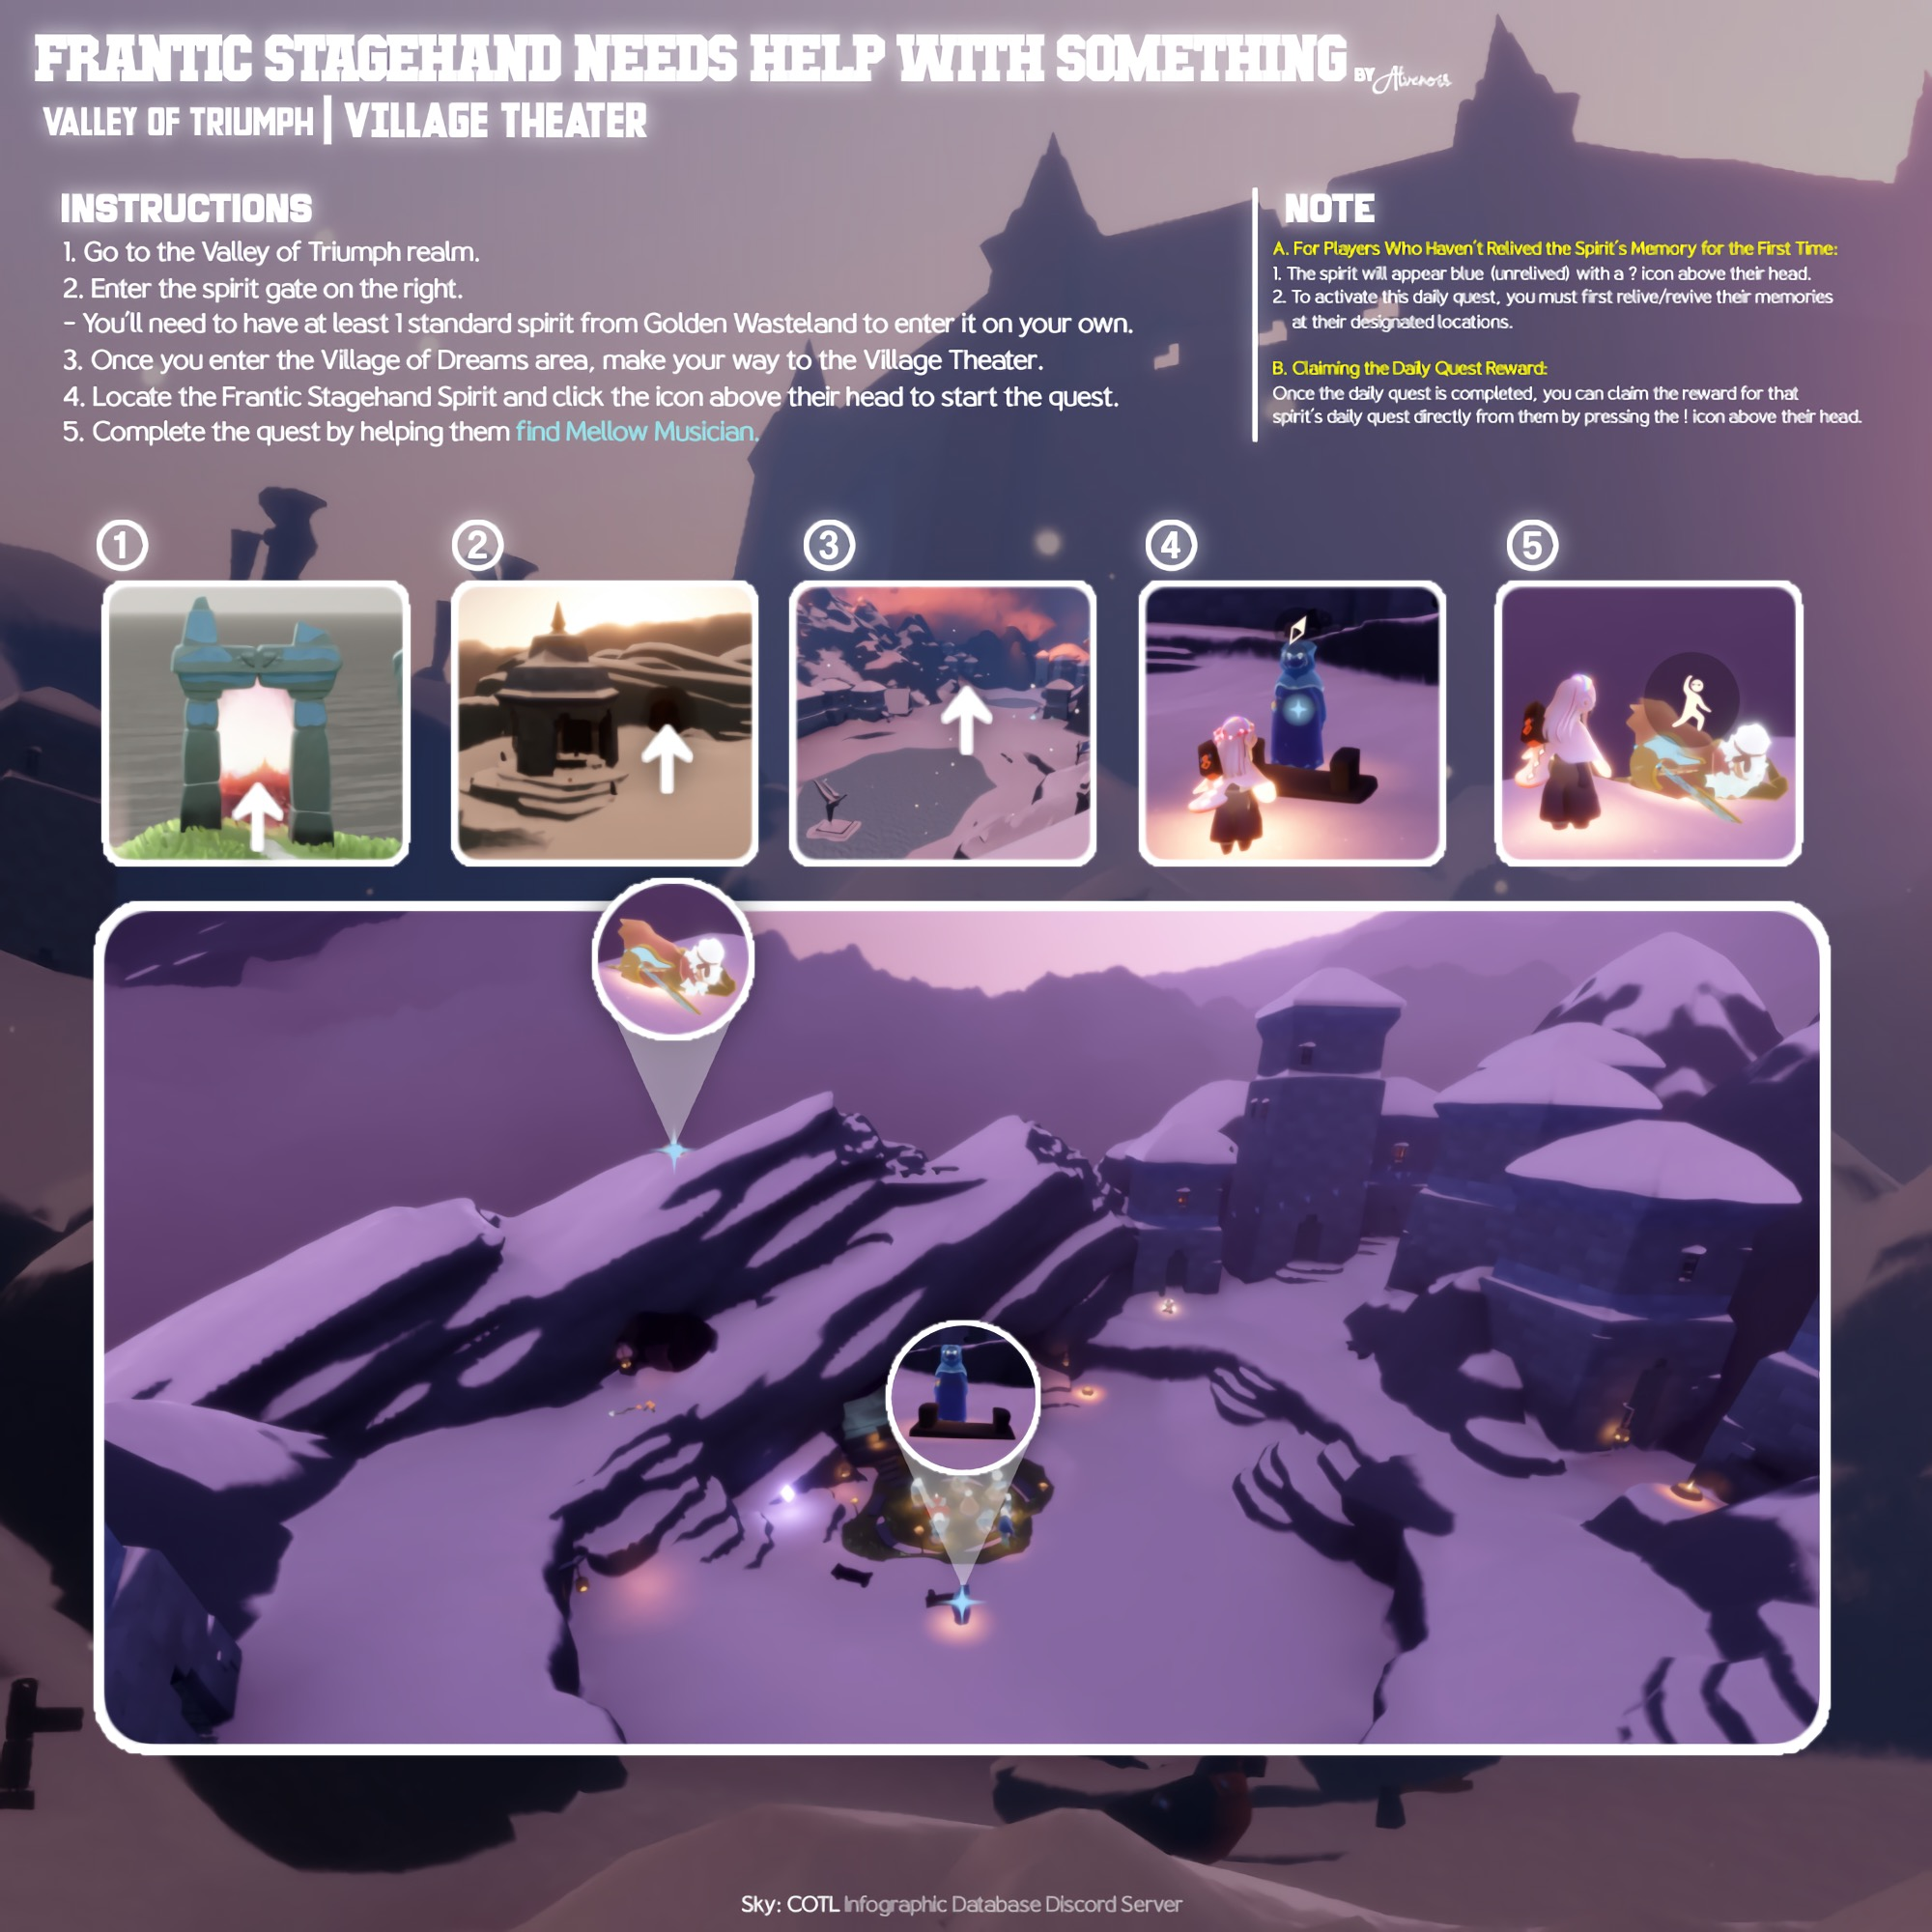 FRANTIC STAGEHAND NEEDS HELP WITH SOMETHING BY Alveness
VALLEY OF TRIUMPH | VILLAGE THEATER
INSTRUCTIONS
1. Go to the Valley of Triumph realm.
2. Enter the spirit gate on the right.
- You'll need to have at least 1 standard spirit from Golden Wasteland to enter it on your own.
3. Once you enter the Village of Dreams area, make your way to the Village Theater.
4. Locate the Frantic Stagehand Spirit and click the icon above their head to start the quest.
5. Complete the quest by helping them find Mellow Musician.
NOTE
A. For Players Who Haven't Relived the Spirit's Memory for the First Time:
1. The spirit will appear blue (unrelived) with a ? icon above their head.
2. To activate this daily quest, you must first relive/revive their memories
at their designated locations.
B. Claiming the Daily Quest Reward:
Once the daily quest is completed, you can claim the reward for that
spirit's daily quest directly from them by pressing the ! icon above their head.
1
2
3
4
5
Sky: COTL Infographic Database Discord Server